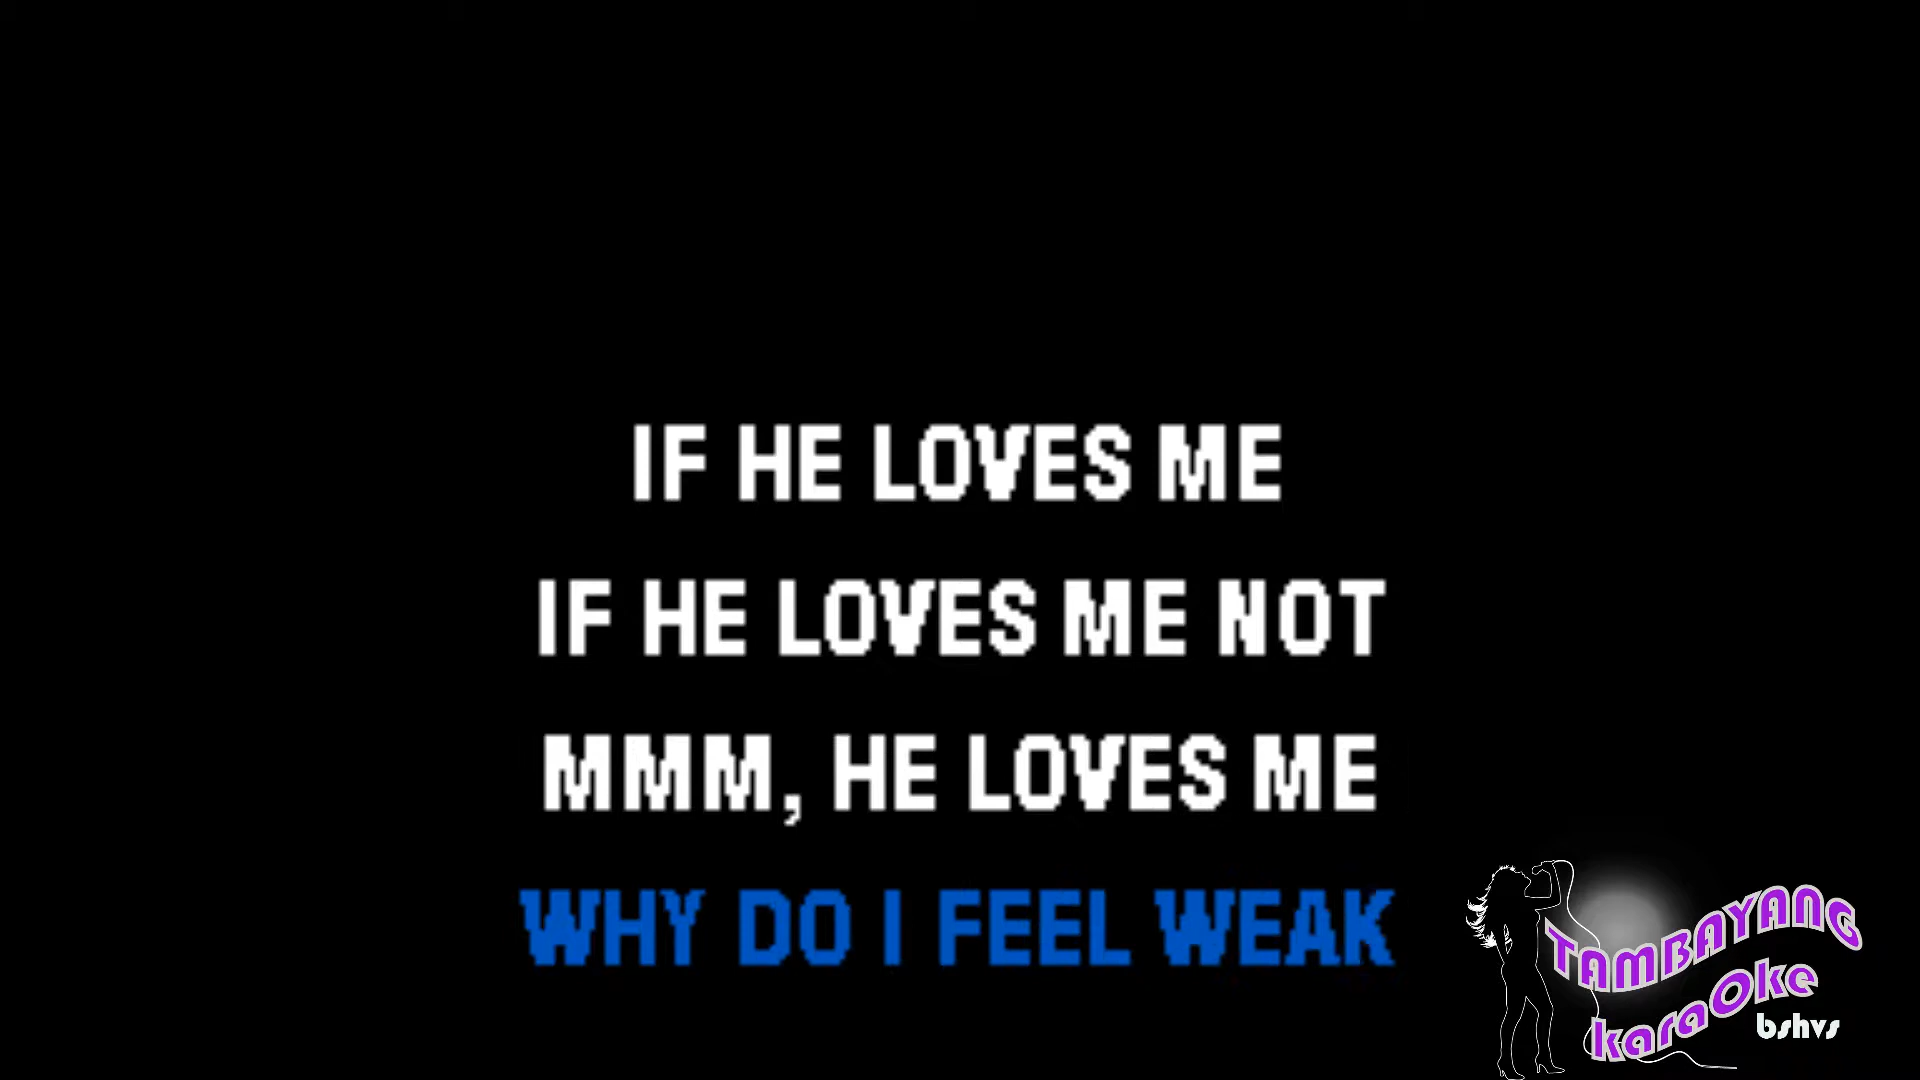 IF HE LOVES ME
IF HE LOVES ME NOT
MMM, HE LOVES ME
WHY DO I FEEL WEAK
TAMBAYANG
karaOke
bshvs